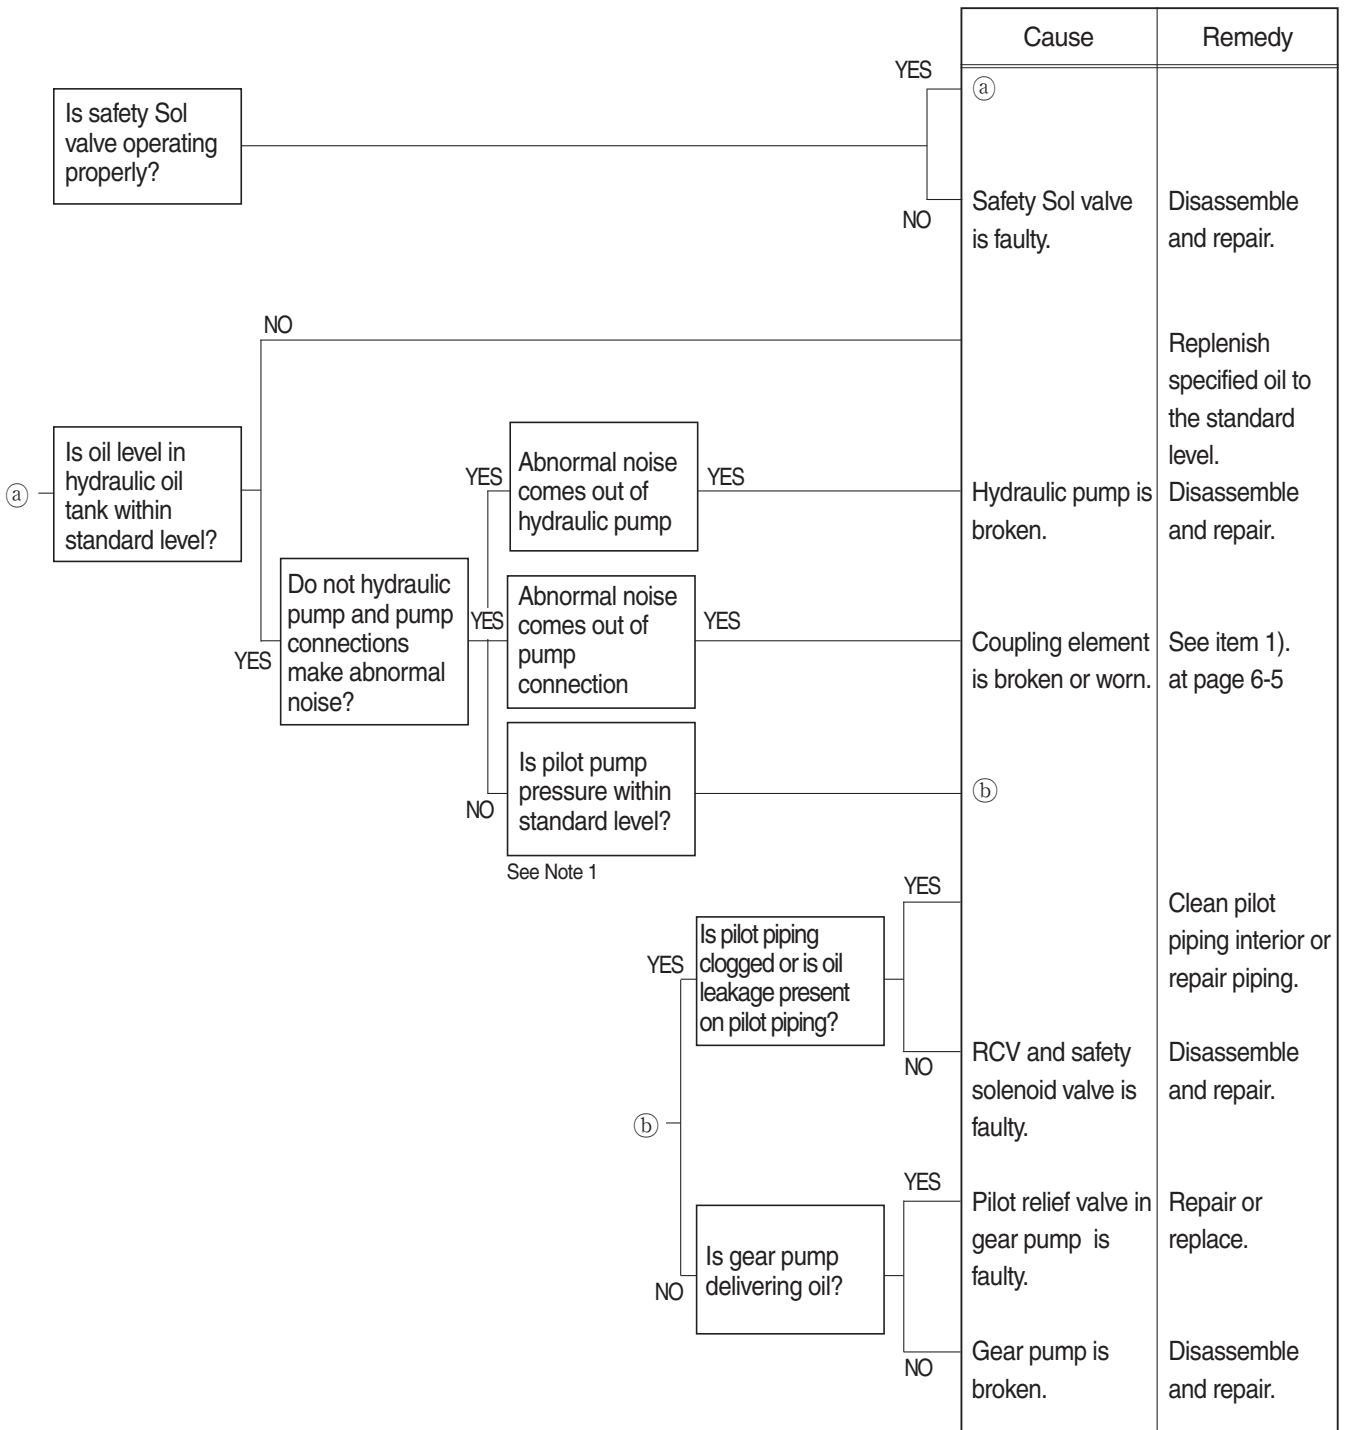 Cause
Remedy
YES
ⓐ
Is safety Sol
valve operating
properly?
NO
Safety Sol valve
is faulty.
Disassemble
and repair.
NO
Replenish
specified oil to
the standard
level.
ⓐ
Is oil level in
hydraulic oil
tank within
standard level?
YES
Do not hydraulic
pump and pump
connections
make abnormal
noise?
YES
Abnormal noise
comes out of
hydraulic pump
YES
Hydraulic pump is
broken.
Disassemble
and repair.
YES
Abnormal noise
comes out of
pump
connection
YES
Coupling element
is broken or worn.
See item 1).
at page 6-5
NO
Is pilot pump
pressure within
standard level?
See Note 1
ⓑ
ⓑ
YES
Is pilot piping
clogged or is oil
leakage present
on pilot piping?
YES
Clean pilot
piping interior or
repair piping.
NO
RCV and safety
solenoid valve is
faulty.
Disassemble
and repair.
NO
Is gear pump
delivering oil?
YES
Pilot relief valve in
gear pump is
faulty.
Repair or
replace.
NO
Gear pump is
broken.
Disassemble
and repair.